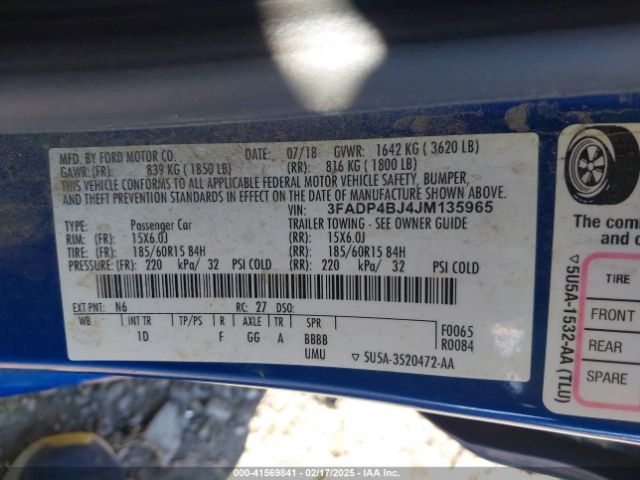 MFD. BY FORD MOTOR CO. DATE: 07/18 GVWR: 1642 KG ( 3620 LB)
GAWR: (FR): 839 KG ( 1850 LB) (RR): 816 KG ( 1800 LB)
THIS VEHICLE CONFORMS TO ALL APPLICABLE FEDERAL MOTOR VEHICLE SAFETY, BUMPER,
AND THEFT PREVENTION STANDARDS IN EFFECT ON THE DATE OF MANUFACTURE SHOWN ABOVE.
VIN: 3FADP4BJ4JM135965
TYPE: Passenger Car TRAILER TOWING - SEE OWNER GUIDE
RIM: (FR): 15X6.0J (RR): 15X6.0J
TIRE: (FR): 185/60R15 84H (RR): 185/60R15 84H
PRESSURE: (FR): 220 kPa/ 32 PSI COLD (RR): 220 kPa/ 32 PSI COLD
EXT PNT: N6 RC: 27 DSO:
WB INT TR TP/PS R AXLE TR SPR
1D F GG A BBBB
UMU
F0065
R0084
▽ 5U5A-3520472-AA
The com
and c
TIRE
FRONT
REAR
SPARE
▽5U5A-1532-AA (TLU)
000-41569841 - 02/17/2025 - IAAI Inc.